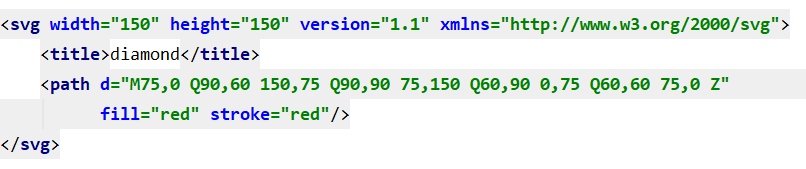 <svg width="150" height="150" version="1.1" xmlns="http://www.w3.org/2000/svg">
<title>diamond</title>
<path d="M75,0 Q90,60 150,75 Q90,90 75,150 Q60,90 0,75 Q60,60 75,0 Z"
fill="red" stroke="red"/>
</svg>